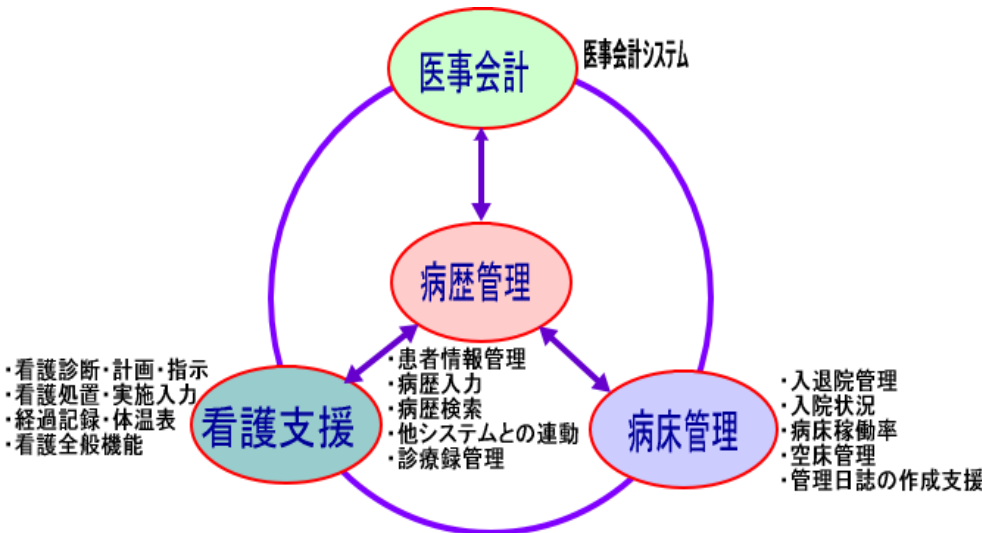 医事会計
医事会計システム
病歴管理
・患者情報管理
・病歴入力
・病歴検索
・他システムとの連動
・診療録管理
・看護診断・計画・指示
・看護処置・実施入力
・経過記録・体温表
・看護全般機能
看護支援
病床管理
・入退院管理
・入院状況
・病床稼働率
・空床管理
・管理日誌の作成支援